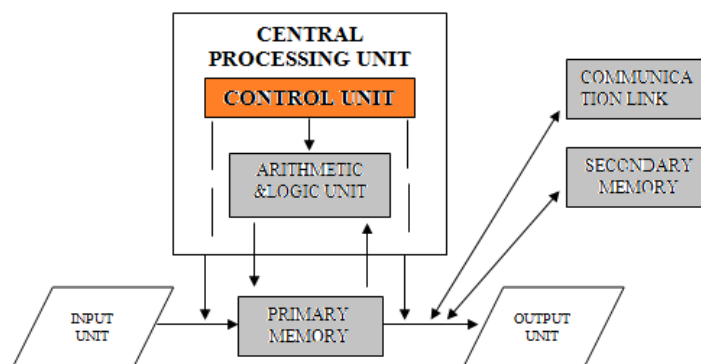 CENTRAL
PROCESSING UNIT
CONTROL UNIT
ARITHMETIC
&LOGIC UNIT
COMMUNICA
TION LINK
SECONDARY
MEMORY
INPUT
UNIT
PRIMARY
MEMORY
OUTPUT
UNIT